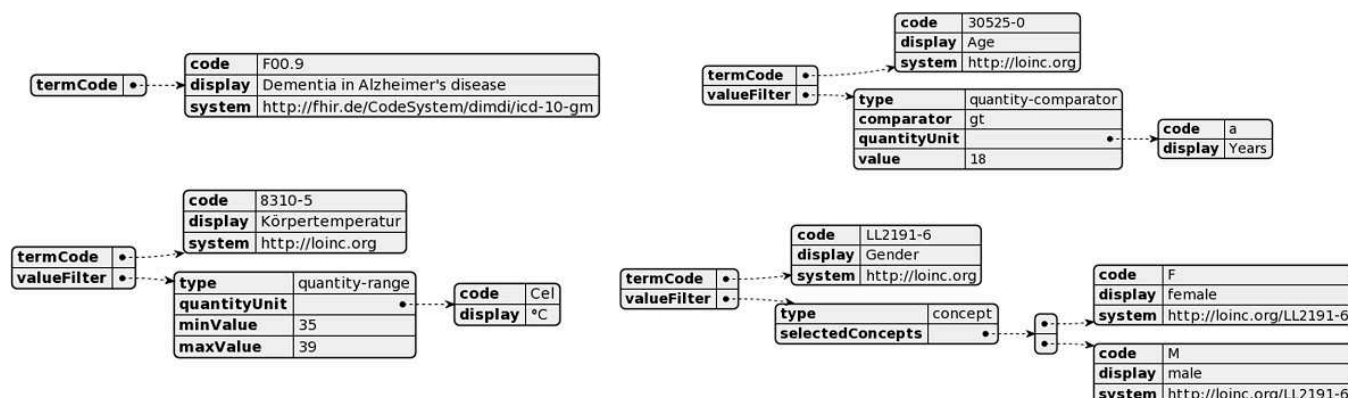 termCode
code F00.9
display Dementia in Alzheimer's disease
system http://fhir.de/CodeSystem/dimdi/icd-10-gm
termCode
valueFilter
code 30525-0
display Age
system http://loinc.org
type quantity-comparator
comparator gt
quantityUnit
value 18
code a
display Years
termCode
valueFilter
code 8310-5
display Körpertemperatur
system http://loinc.org
type quantity-range
quantityUnit
minValue 35
maxValue 39
code Cel
display °C
termCode
valueFilter
code LL2191-6
display Gender
system http://loinc.org
type concept
selectedConcepts
code F
display female
system http://loinc.org/LL2191-6
code M
display male
system http://loinc.org/LL2191-6